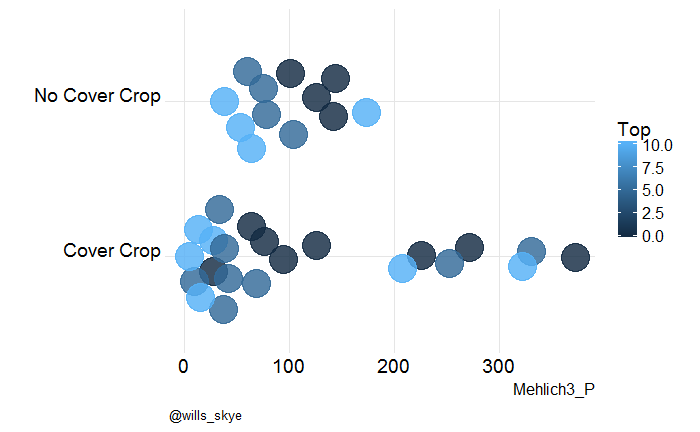 No Cover Crop
Cover Crop
Top
10.0
7.5
5.0
2.5
0.0
0 100 200 300
Mehlich3_P
@wills_skye